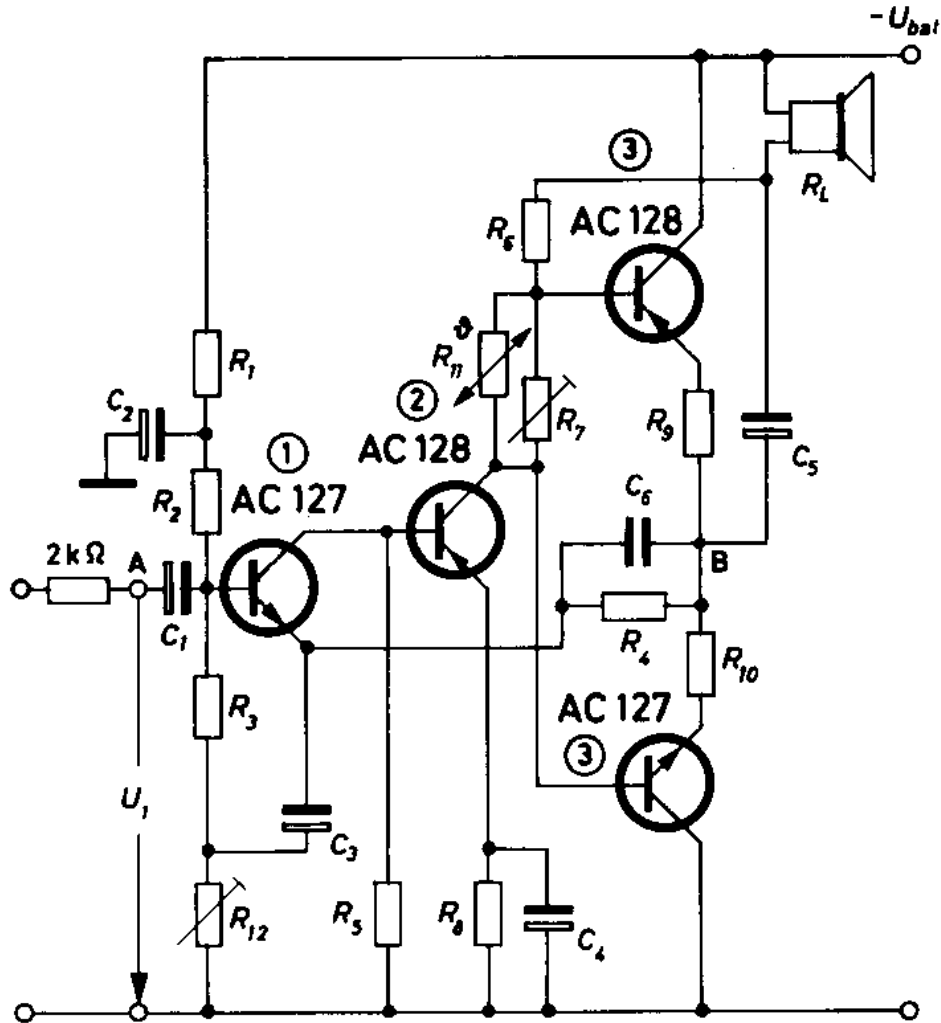 -U_bat
③
R_L
R_6
AC 128
ϑ
R_11
R_1
②
R_7
R_9
C_2
①
AC 128
C_5
R_2
AC 127
C_6
2 kΩ
A
B
C_1
R_4
R_10
R_3
AC 127
③
U_1
C_3
R_12
R_5
R_8
C_4